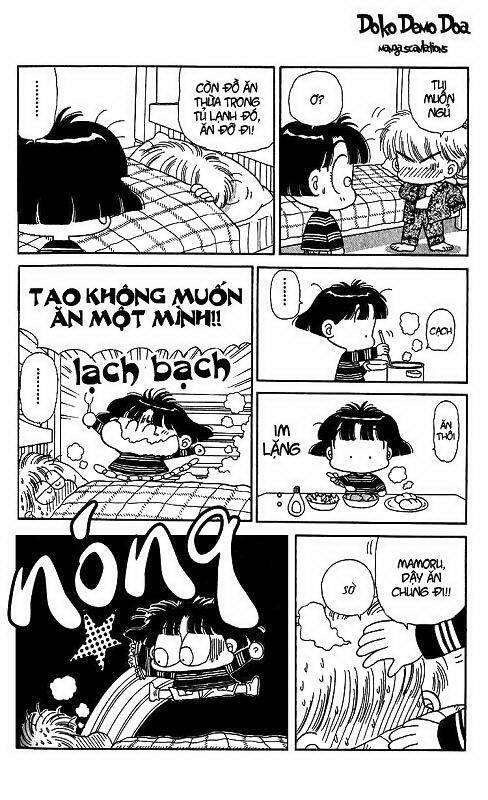 DOKO DEMO DOA
MANGA SCANLATIONS
TỤI
MUỐN
NGỦ
Ơ?
CÒN ĐỒ ĂN
THỪA TRONG
TỦ LẠNH ĐÓ,
ĂN ĐỠ ĐI!
........
........
CẠCH
ĂN
THÔI
IM
LẶNG
TAO KHÔNG MUỐN
ĂN MỘT MÌNH!!
lạch bạch
........
MAMORU,
DẬY ĂN
CHUNG ĐI!!
SỜ
nóng